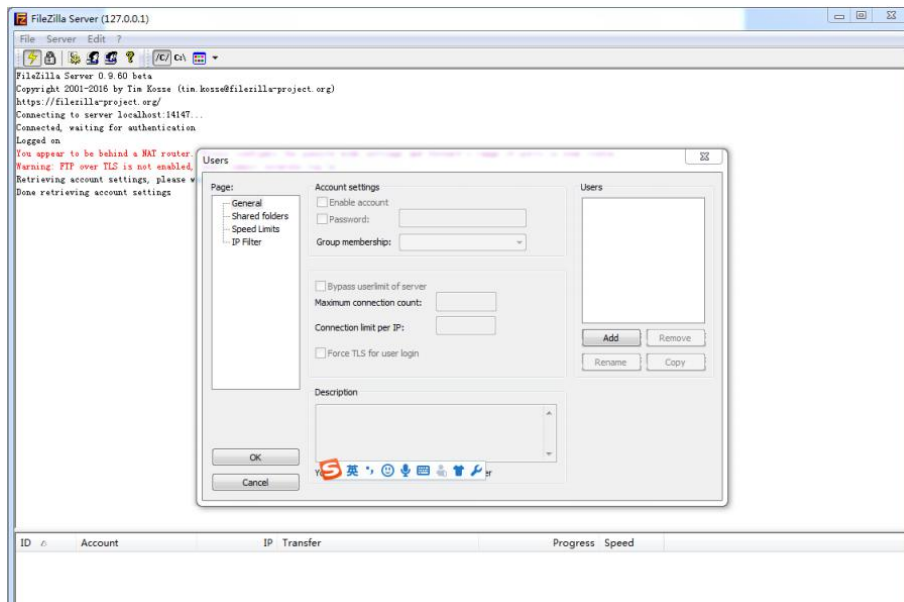 FileZilla Server (127.0.0.1)
File Server Edit ?
/C/ C:\
FileZilla Server 0.9.60 beta
Copyright 2001-2016 by Tim Kosse (tim.kosse@filezilla-project.org)
https://filezilla-project.org/
Connecting to server localhost:14147...
Connected, waiting for authentication
Logged on
You appear to be behind a NAT router.
Warning: FTP over TLS is not enabled,
Retrieving account settings, please w
Done retrieving account settings
Users
Page:
General
Shared folders
Speed Limits
IP Filter
OK
Cancel
Account settings
Enable account
Password:
Group membership:
Bypass userlimit of server
Maximum connection count:
Connection limit per IP:
Force TLS for user login
Description
英
Users
Add Remove
Rename Copy
ID Account IP Transfer Progress Speed